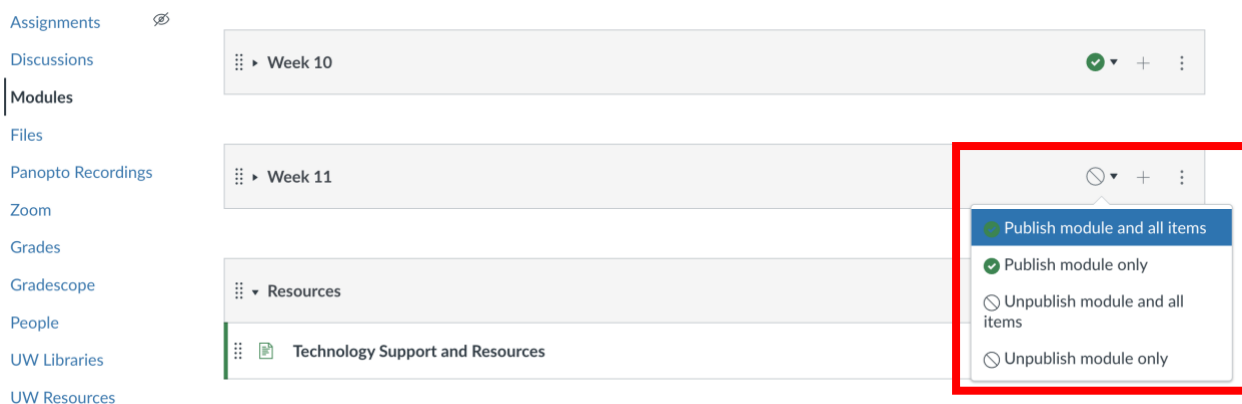 Assignments
Discussions
Modules
Files
Panopto Recordings
Zoom
Grades
Gradescope
People
UW Libraries
UW Resources
Week 10
Week 11
Publish module and all items
Publish module only
Unpublish module and all
items
Unpublish module only
Resources
Technology Support and Resources